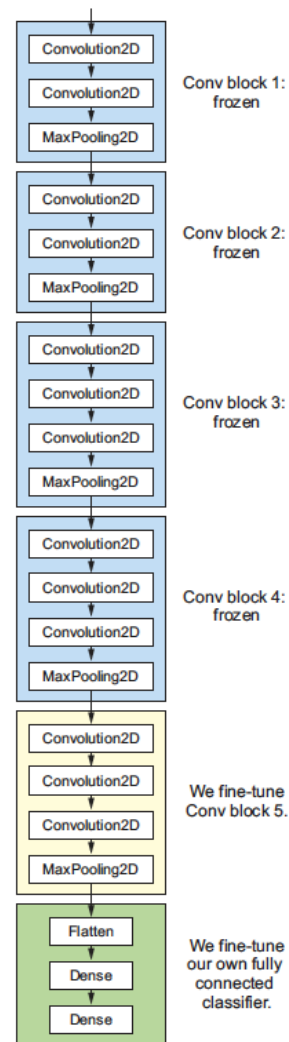 Convolution2D
Convolution2D
MaxPooling2D
Conv block 1:
frozen
Convolution2D
Convolution2D
MaxPooling2D
Conv block 2:
frozen
Convolution2D
Convolution2D
Convolution2D
MaxPooling2D
Conv block 3:
frozen
Convolution2D
Convolution2D
Convolution2D
MaxPooling2D
Conv block 4:
frozen
Convolution2D
Convolution2D
Convolution2D
MaxPooling2D
We fine-tune
Conv block 5.
Flatten
Dense
Dense
We fine-tune
our own fully
connected
classifier.